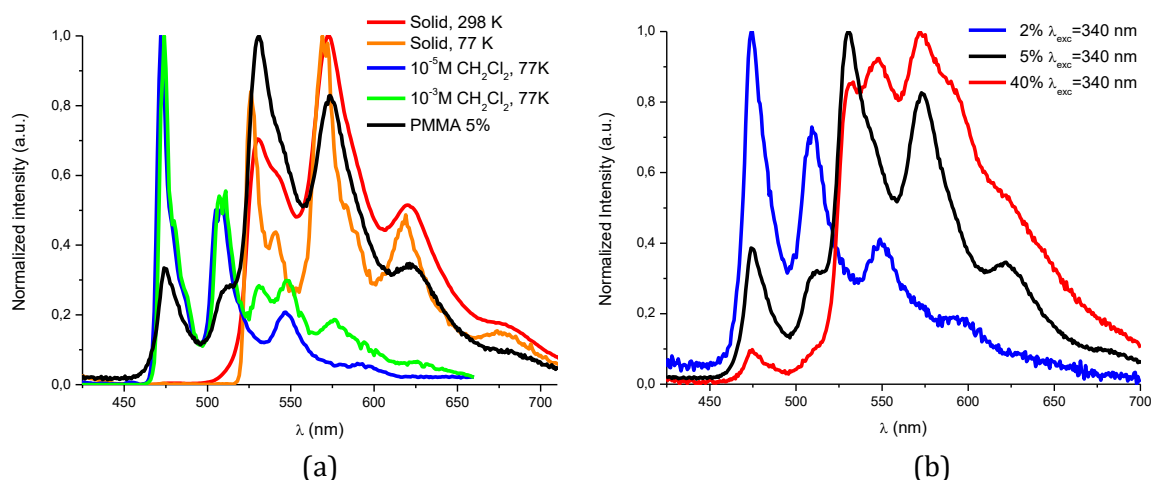 Solid, 298 K
Solid, 77 K
10⁻⁵M CH₂Cl₂, 77K
10⁻³M CH₂Cl₂, 77K
PMMA 5%
Normalized intensity (a.u.)
1,0
0,8
0,6
0,4
0,2
0,0
450 500 550 600 650 700
λ (nm)
(a)
2% λexc=340 nm
5% λexc=340 nm
40% λexc=340 nm
Normalized Intensity (a.u.)
1,0
0,8
0,6
0,4
0,2
0,0
450 500 550 600 650 700
λ (nm)
(b)